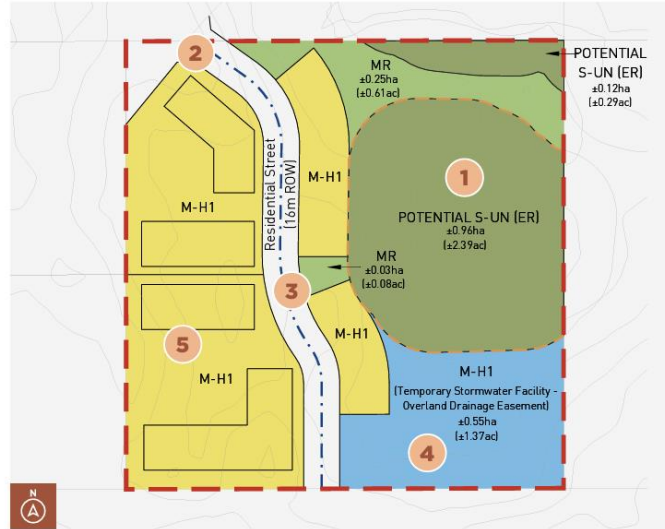 2
MR
±0.25ha
(±0.61ac)
POTENTIAL
S-UN (ER)
±0.12ha
(±0.29ac)
Residential Street
(16m ROW)
M-H1
M-H1
1
POTENTIAL S-UN (ER)
±0.96ha
(±2.39ac)
MR
±0.03ha
(±0.08ac)
3
5
M-H1
M-H1
M-H1
(Temporary Stormwater Facility -
Overland Drainage Easement)
±0.55ha
(±1.37ac)
4
N